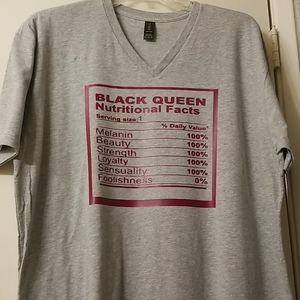 BLACK QUEEN
Nutritional Facts
Serving size:1
% Daily Value*
Melanin 100%
Beauty 100%
Strength 100%
Loyalty 100%
Sensuality 100%
Foolishness 0%